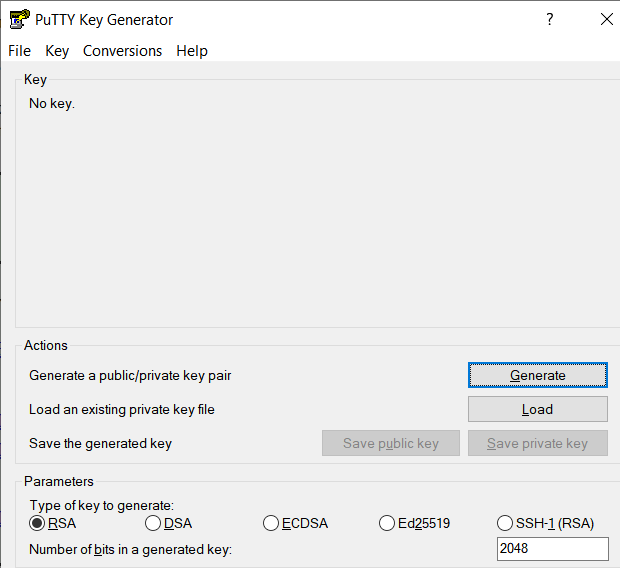 PuTTY Key Generator
File Key Conversions Help
Key
No key.
Actions
Generate a public/private key pair Generate
Load an existing private key file Load
Save the generated key Save public key Save private key
Parameters
Type of key to generate:
RSA DSA ECDSA Ed25519 SSH-1 (RSA)
Number of bits in a generated key: 2048